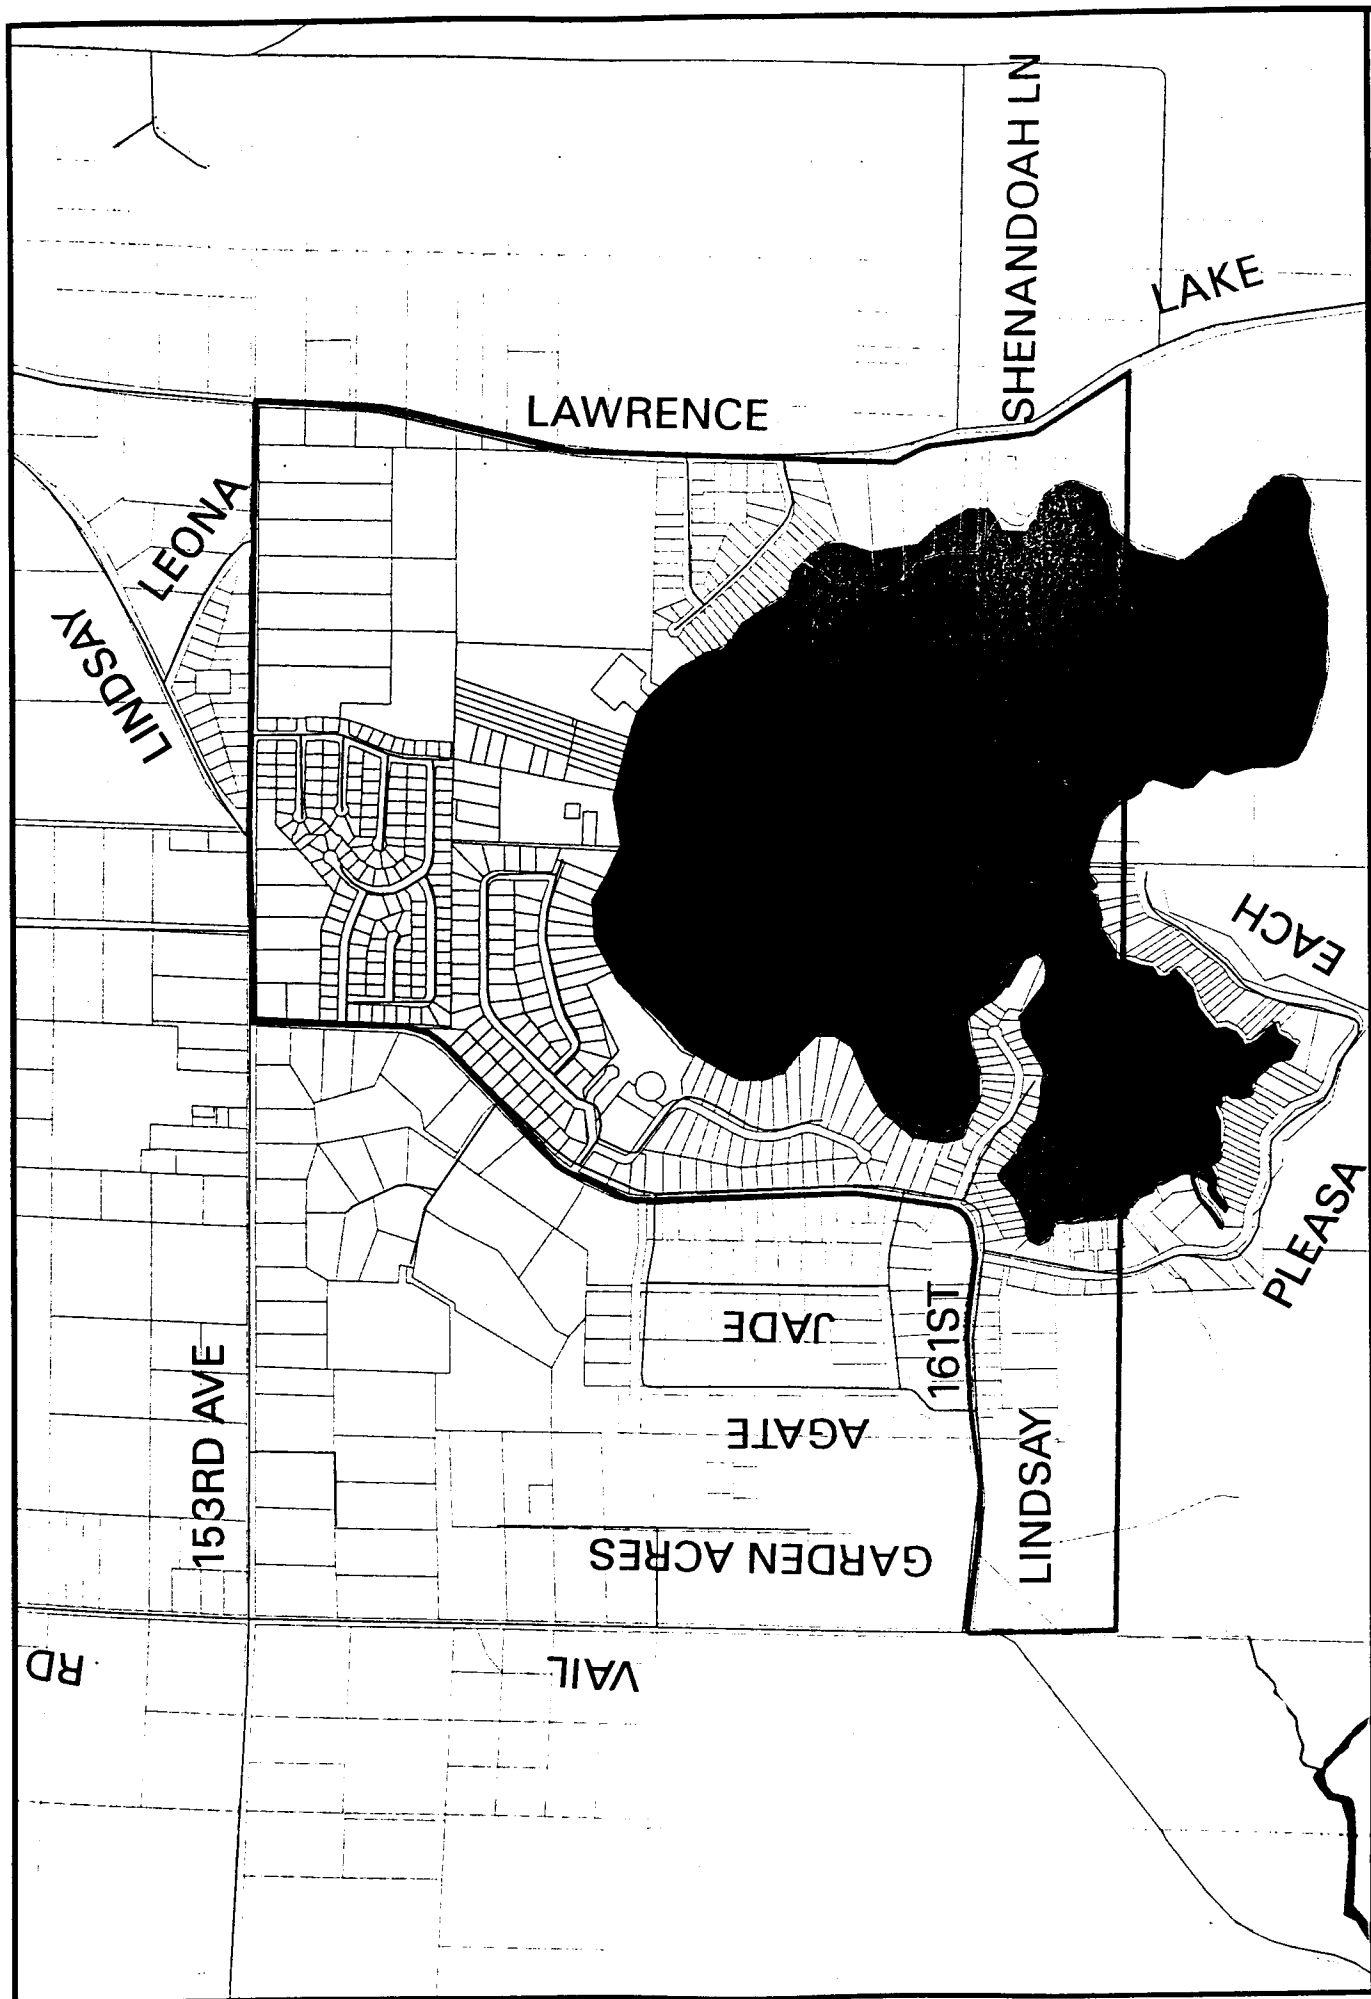 SHENANDOAH LN
LAKE
LAWRENCE
LEONA
LINDSAY
EACH
PLEASA
JADE
161ST
153RD AVE
AGATE
LINDSAY
GARDEN ACRES
RD
VAIL